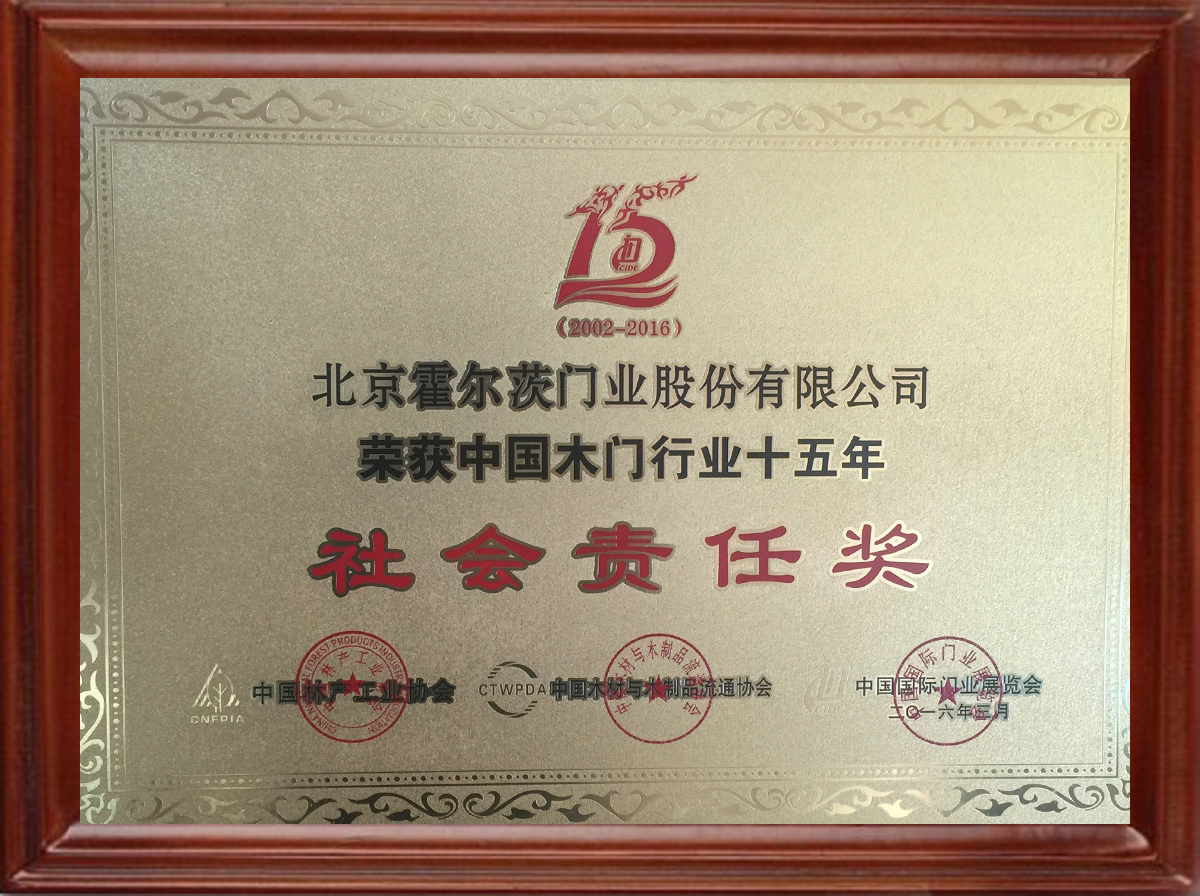 门
CIDE
(2002-2016)
北京霍尔茨门业股份有限公司
荣获中国木门行业十五年
社会责任奖
CNFPIA
中国林产工业协会
CTWPDA
中国木材与木制品流通协会
中国国际门业展览会
二〇一六年三月